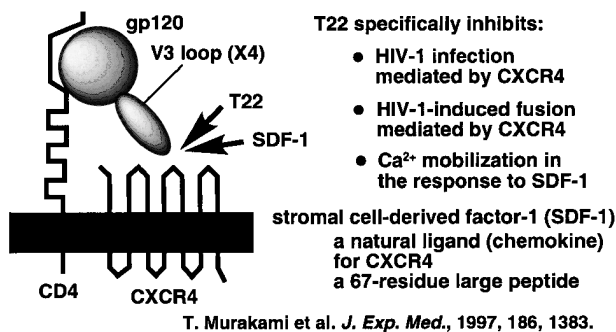 gp120
V3 loop (X4)
T22
SDF-1
CD4
CXCR4
T22 specifically inhibits:
● HIV-1 infection
mediated by CXCR4
● HIV-1-induced fusion
mediated by CXCR4
● Ca²⁺ mobilization in
the response to SDF-1
stromal cell-derived factor-1 (SDF-1)
a natural ligand (chemokine)
for CXCR4
a 67-residue large peptide
T. Murakami et al. J. Exp. Med., 1997, 186, 1383.